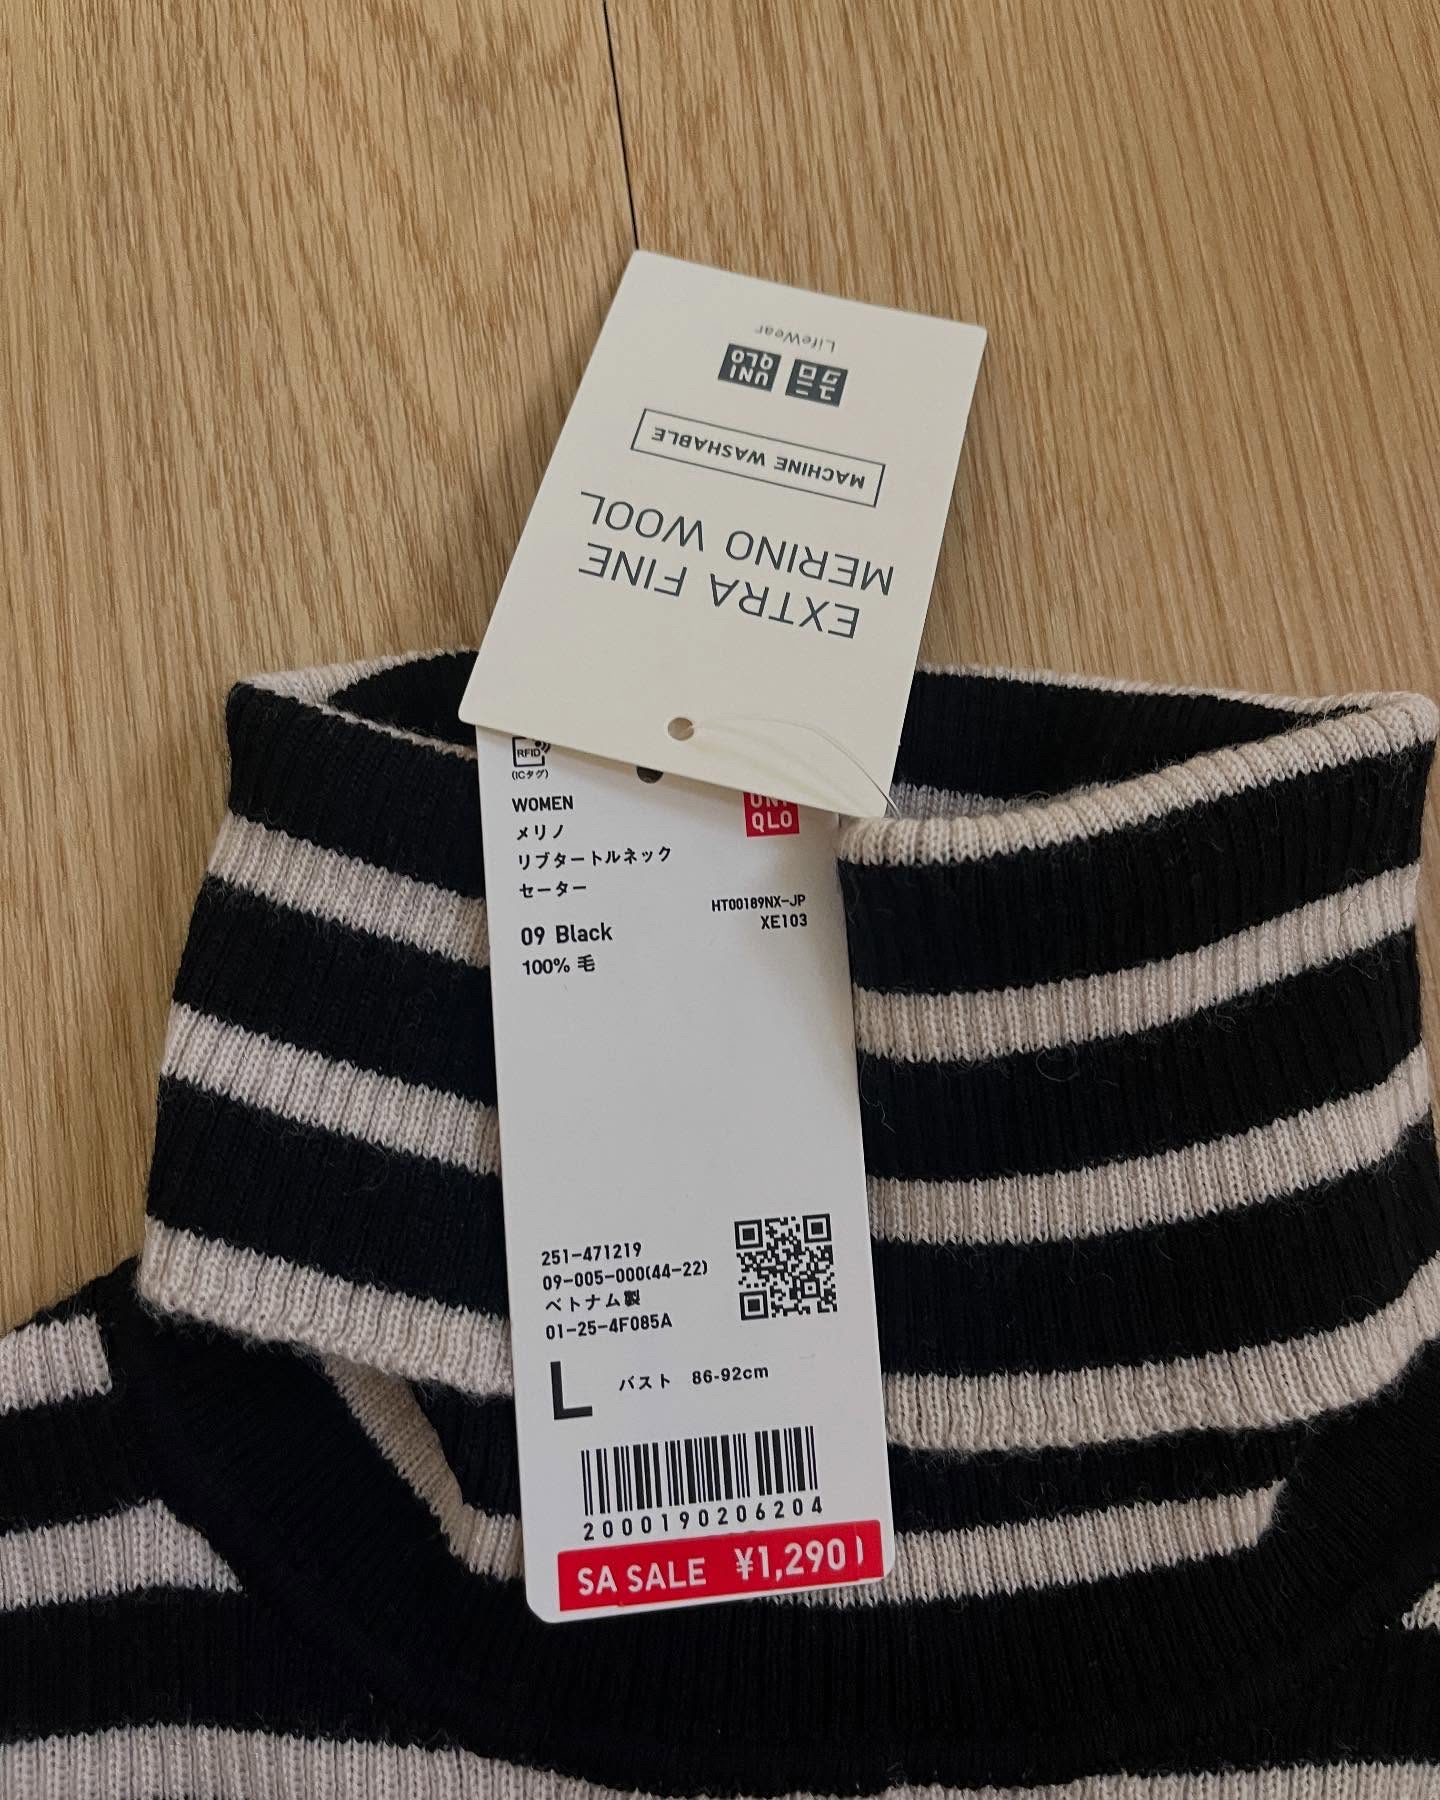 LifeWear
UNI
QLO
ユニ
クロ
MACHINE WASHABLE
EXTRA FINE
MERINO WOOL
RFID
(ICタグ)
UNI
QLO
WOMEN
メリノ
リブタートルネック
セーター
HT00189NX-JP
XE103
09 Black
100% 毛
251-471219
09-005-000(44-22)
ベトナム製
01-25-4F085A
L バスト 86-92cm
2000190206204
SA SALE ¥1,290